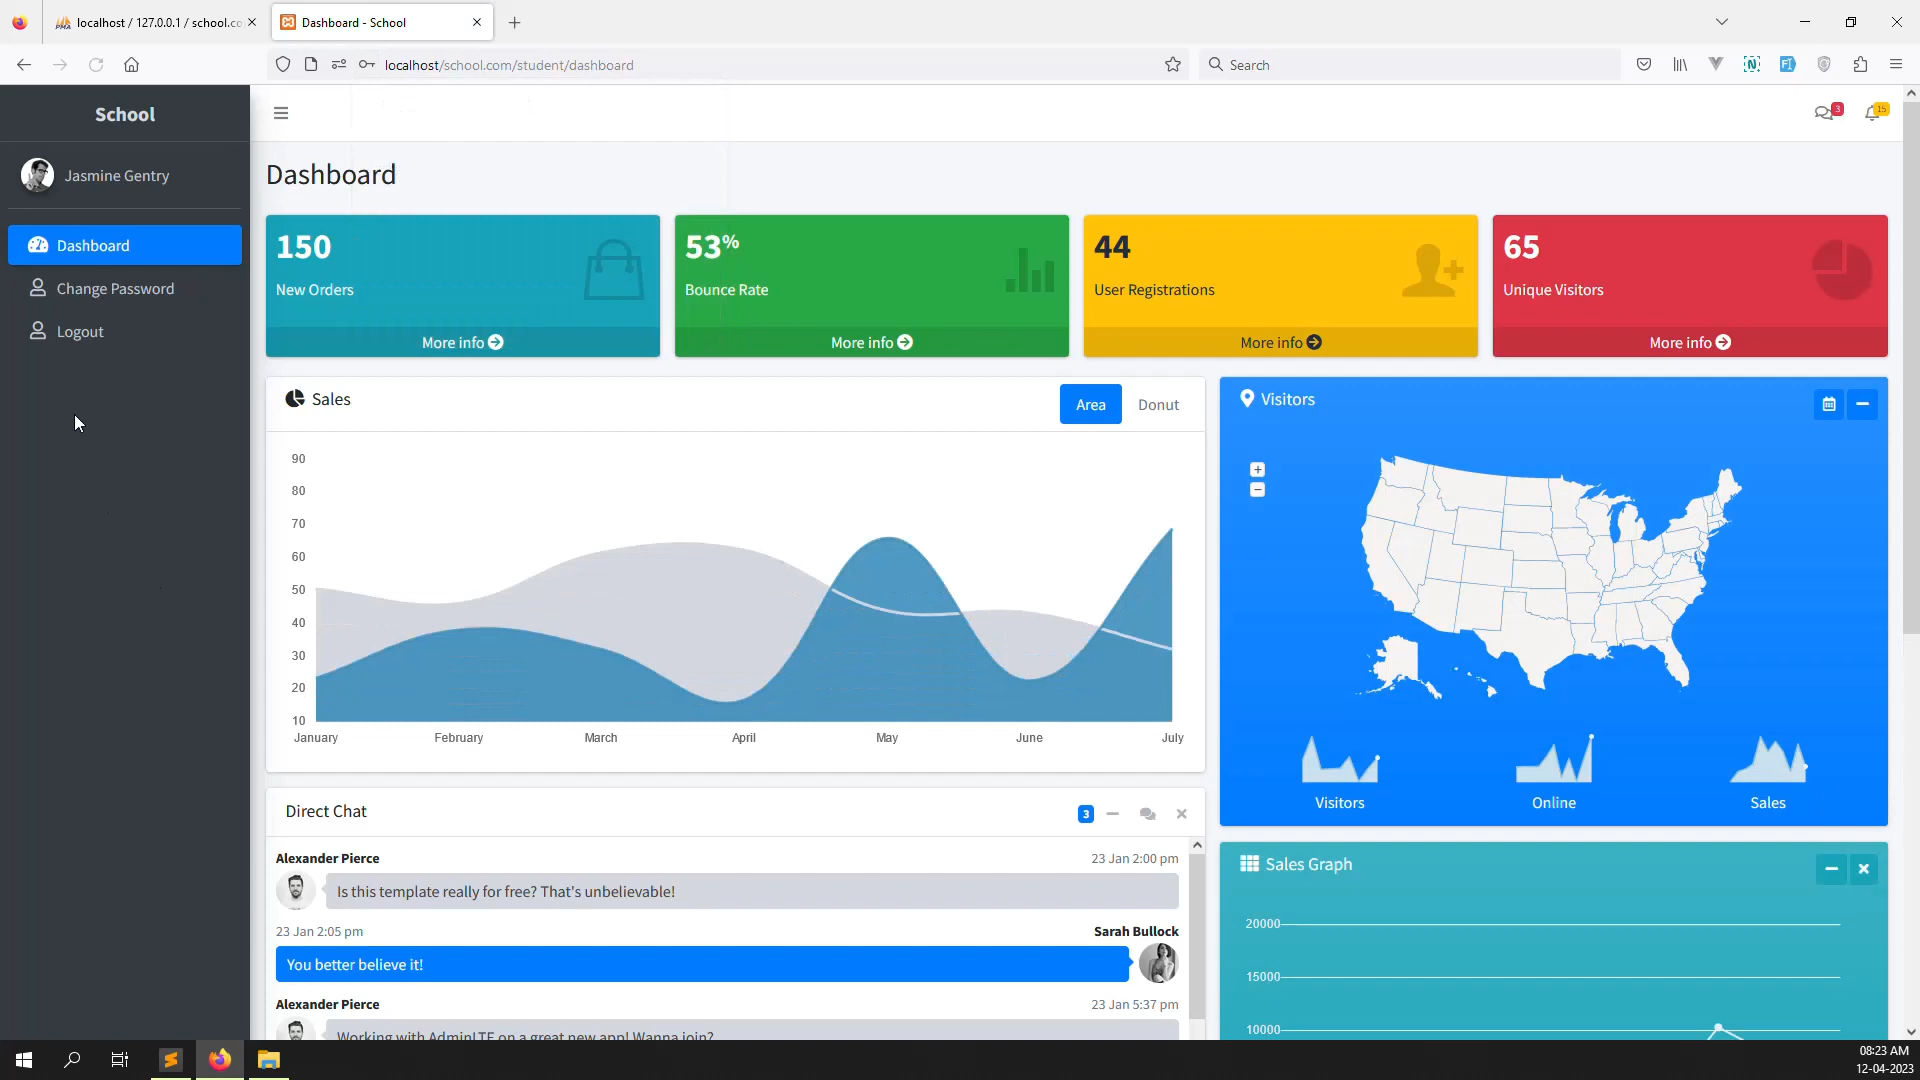 localhost / 127.0.0.1 / school.co
Dashboard - School
localhost/school.com/student/dashboard
Search
School
3
15
Jasmine Gentry
Dashboard
Change Password
Logout
Dashboard
150
New Orders
More info
53%
Bounce Rate
More info
44
User Registrations
More info
65
Unique Visitors
More info
Sales
Area
Donut
90
80
70
60
50
40
30
20
10
January
February
March
April
May
June
July
Visitors
+
−
Visitors
Online
Sales
Direct Chat
3
Alexander Pierce
23 Jan 2:00 pm
Is this template really for free? That's unbelievable!
23 Jan 2:05 pm
Sarah Bullock
You better believe it!
Alexander Pierce
23 Jan 5:37 pm
Working with AdminLTE on a great new app! Wanna join?
Sales Graph
20000
15000
10000
08:23 AM
12-04-2023